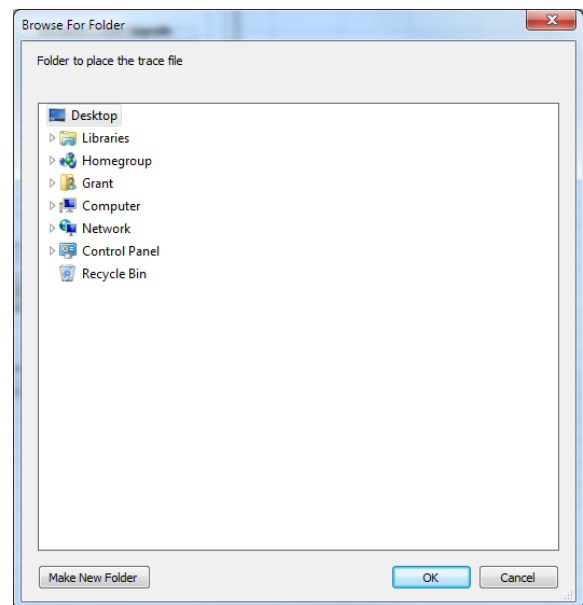 Browse For Folder
Folder to place the trace file
Desktop
Libraries
Homegroup
Grant
Computer
Network
Control Panel
Recycle Bin
Make New Folder
OK
Cancel